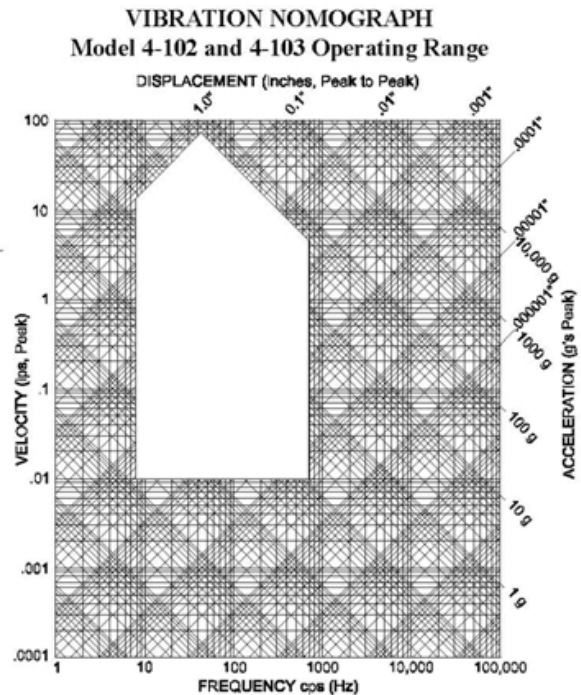 VIBRATION NOMOGRAPH
Model 4-102 and 4-103 Operating Range
DISPLACEMENT (Inches, Peak to Peak)
1.0"
0.1"
.01"
.001"
.0001"
.00001"
10,000 g
.000001"
1000 g
100 g
10 g
1 g
ACCELERATION (g's Peak)
VELOCITY (ips, Peak)
100
10
1
.1
.01
.001
.0001
1 10 100 1000 10,000 100,000
FREQUENCY cps (Hz)